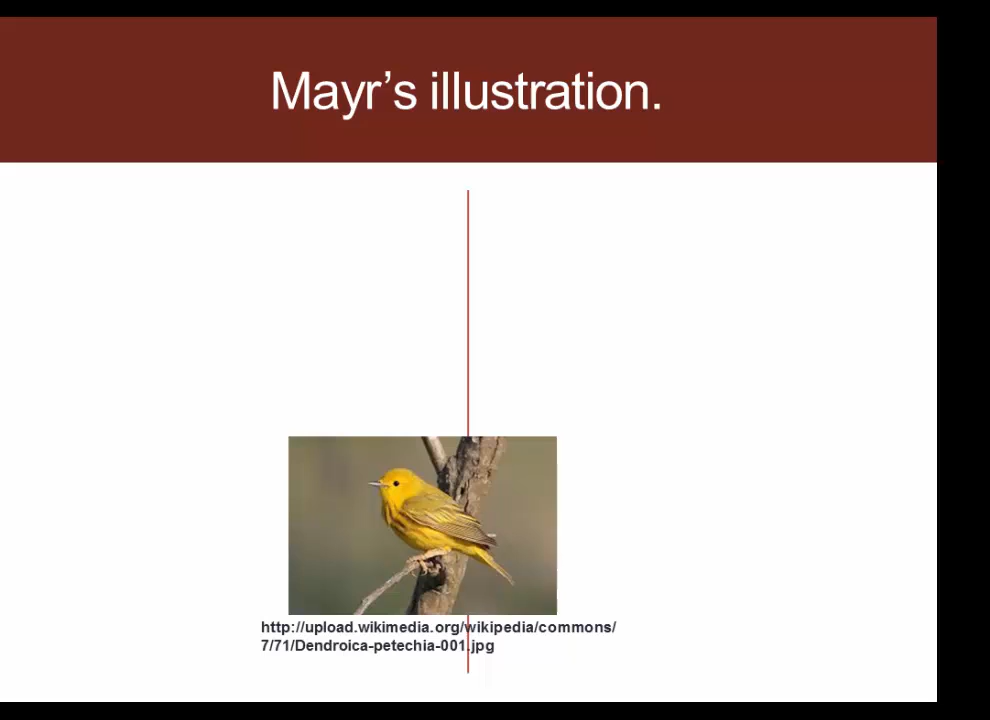 Mayr’s illustration.
http://upload.wikimedia.org/wikipedia/commons/
7/71/Dendroica-petechia-001.jpg